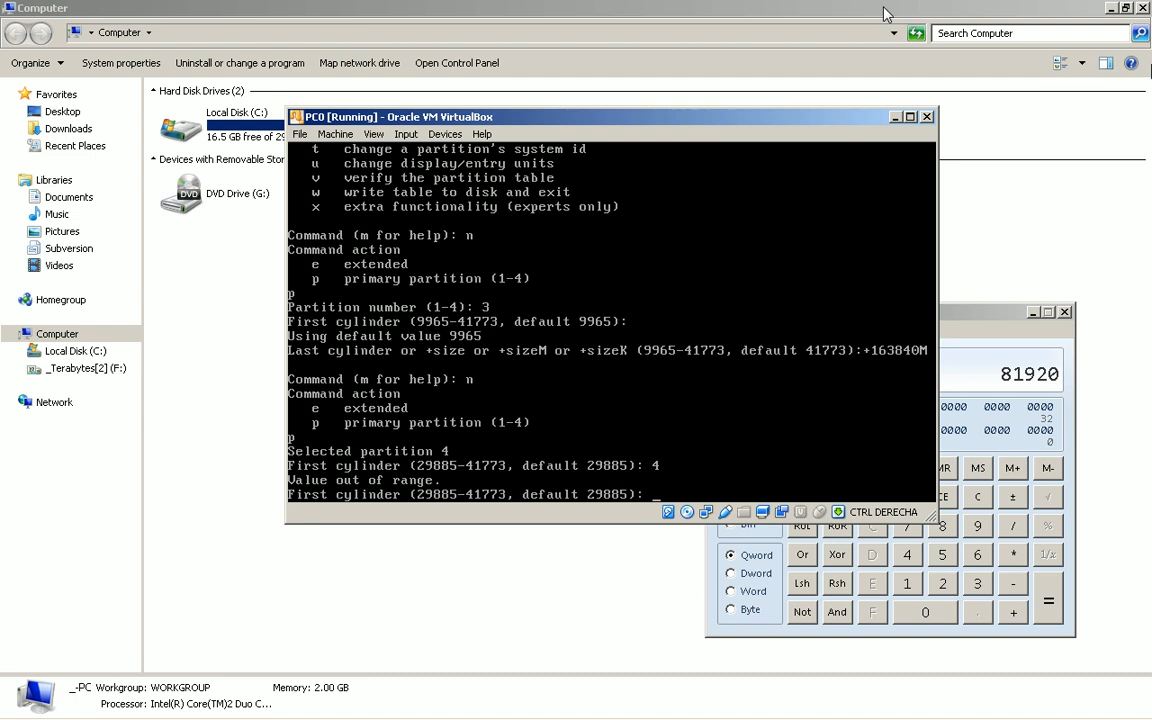 Computer
Computer
Search Computer
Organize
System properties
Uninstall or change a program
Map network drive
Open Control Panel
Favorites
Desktop
Downloads
Recent Places
Libraries
Documents
Music
Pictures
Subversion
Videos
Homegroup
Computer
Local Disk (C:)
_Terabytes[2] (F:)
Network
Hard Disk Drives (2)
Local Disk (C:)
16.5 GB free of 29
Devices with Removable Stor
DVD
DVD Drive (G:)
PC0 [Running] - Oracle VM VirtualBox
File Machine View Input Devices Help
t change a partition's system id
u change display/entry units
v verify the partition table
w write table to disk and exit
x extra functionality (experts only)
Command (m for help): n
Command action
e extended
p primary partition (1-4)
p
Partition number (1-4): 3
First cylinder (9965-41773, default 9965):
Using default value 9965
Last cylinder or +size or +sizeM or +sizeK (9965-41773, default 41773):+163840M
Command (m for help): n
Command action
e extended
p primary partition (1-4)
p
Selected partition 4
First cylinder (29885-41773, default 29885): 4
Value out of range.
First cylinder (29885-41773, default 29885): _
CTRL DERECHA
81920
0000 0000 0000
32
0000 0000 0000
0
MR MS M+ M-
CE C ±  √
RoL RoR 7 8 9 / %
Qword Or Xor D 4 5 6 * 1/x
Dword
Word Lsh Rsh E 1 2 3 - =
Byte Not And F 0 . +
_-PC Workgroup: WORKGROUP Memory: 2.00 GB
Processor: Intel(R) Core(TM)2 Duo C...